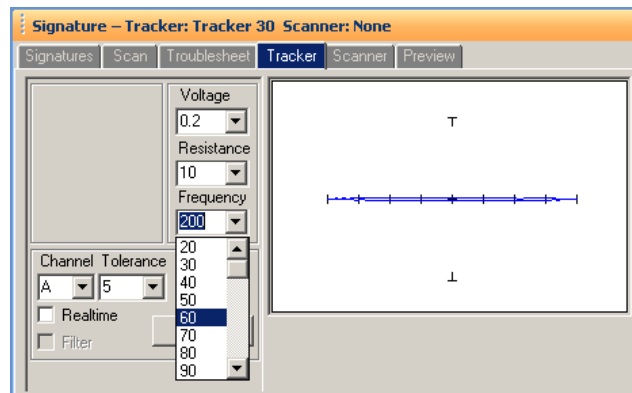 Signature – Tracker: Tracker 30 Scanner: None
Signatures Scan Troublesheet Tracker Scanner Preview
Voltage
0.2
Resistance
10
Frequency
200
20
30
40
50
60
70
80
90
Channel Tolerance
A 5
Realtime
Filter